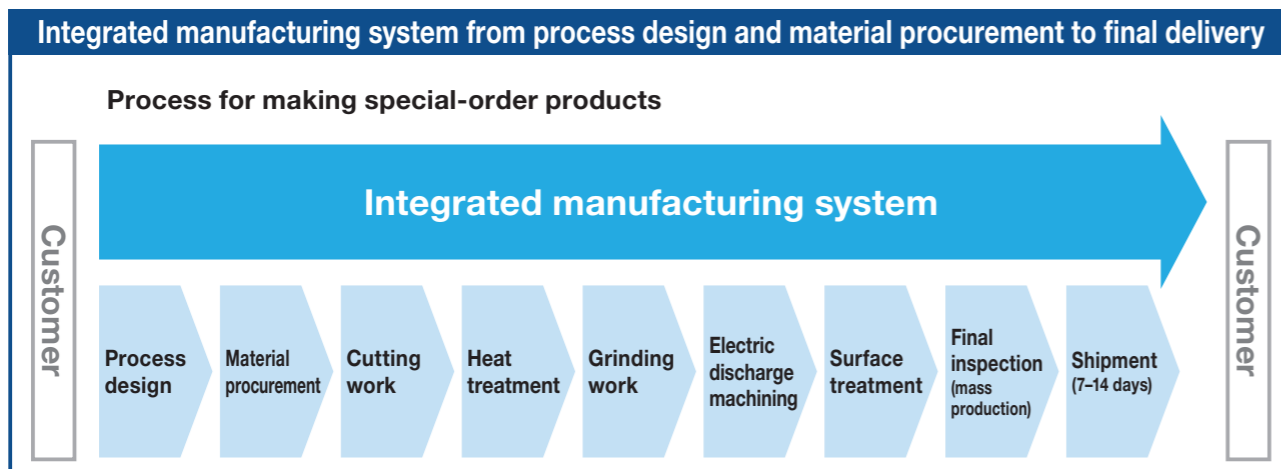 Integrated manufacturing system from process design and material procurement to final delivery
Process for making special-order products
Customer
Integrated manufacturing system
Process
design
Material
procurement
Cutting
work
Heat
treatment
Grinding
work
Electric
discharge
machining
Surface
treatment
Final
inspection
(mass
production)
Shipment
(7–14 days)
Customer